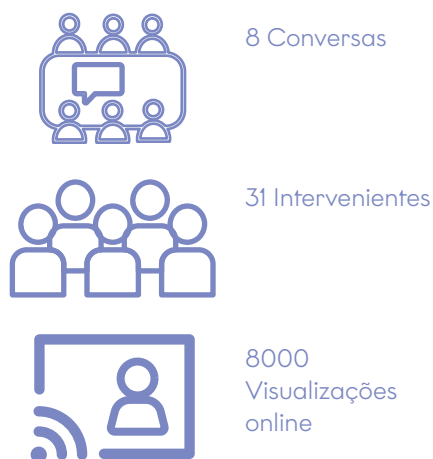 8 Conversas
31 Intervenientes
8000
Visualizações
online